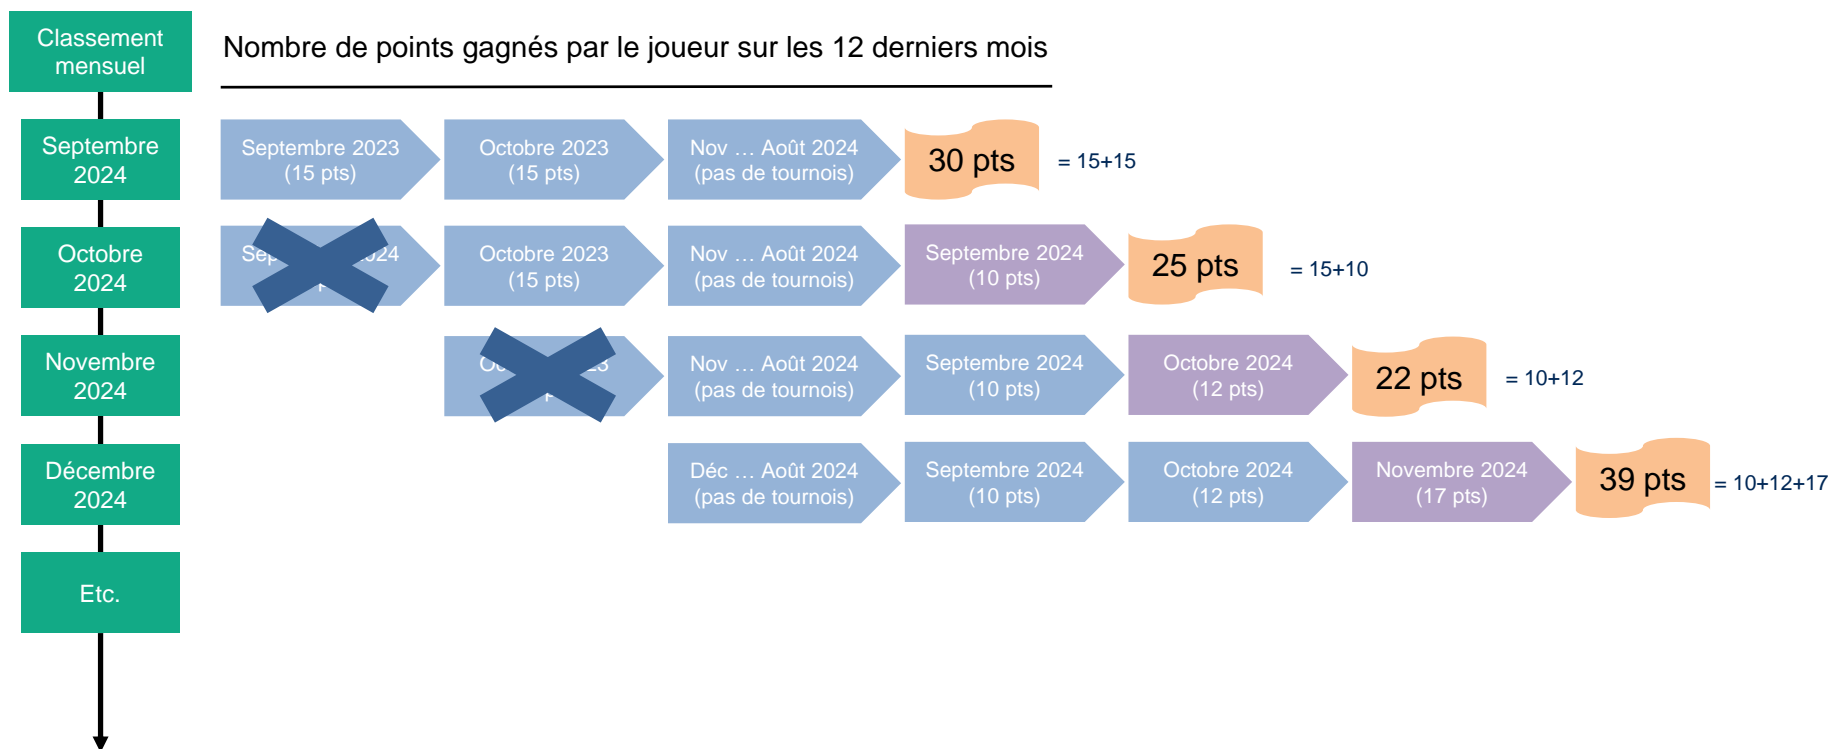 Classement
mensuel
Nombre de points gagnés par le joueur sur les 12 derniers mois
Septembre
2024
Septembre 2023
(15 pts)
Octobre 2023
(15 pts)
Nov … Août 2024
(pas de tournois)
30 pts
= 15+15
Octobre
2024
Octobre 2023
(15 pts)
Nov … Août 2024
(pas de tournois)
Septembre 2024
(10 pts)
25 pts
= 15+10
Novembre
2024
Nov … Août 2024
(pas de tournois)
Septembre 2024
(10 pts)
Octobre 2024
(12 pts)
22 pts
= 10+12
Décembre
2024
Déc … Août 2024
(pas de tournois)
Septembre 2024
(10 pts)
Octobre 2024
(12 pts)
Novembre 2024
(17 pts)
39 pts
= 10+12+17
Etc.